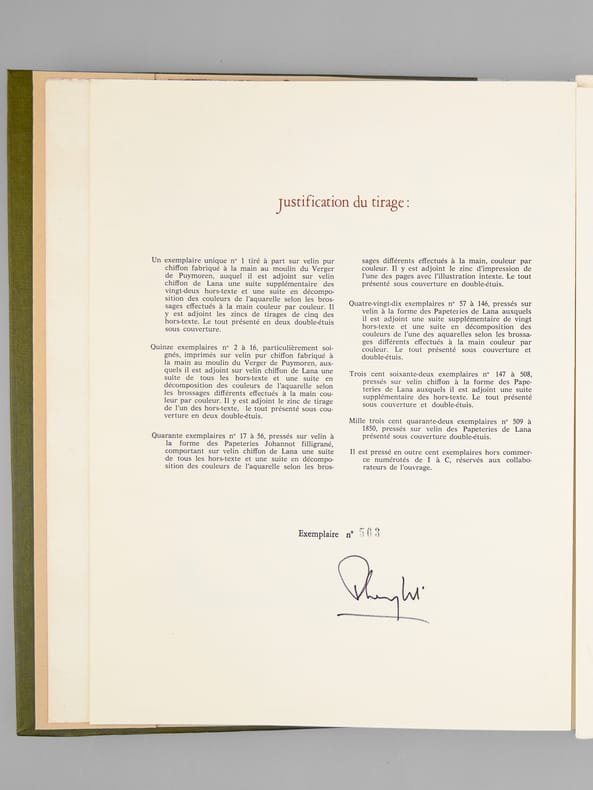 Justification du tirage :
Un exemplaire unique n° 1 tiré à part sur velin pur
chiffon fabriqué à la main au moulin du Verger
de Puymoren, auquel il est adjoint sur velin
chiffon de Lana une suite supplémentaire des
vingt-deux hors-texte et une suite en décompo-
sition des couleurs de l'aquarelle selon les bros-
sages effectués à la main couleur par couleur. Il
y est adjoint les zincs de tirages de cinq des
hors-texte. Le tout présenté en deux double-étuis
sous couverture.
Quinze exemplaires n° 2 à 16, particulièrement soi-
gnés, imprimés sur velin pur chiffon fabriqué à
la main au moulin du Verger de Puymoren, aux-
quels il est adjoint sur velin chiffon de Lana une
suite de tous les hors-texte et une suite en
décomposition des couleurs de l'aquarelle selon
les brossages différents effectués à la main cou-
leur par couleur. Il y est adjoint le zinc de tirage
de l'un des hors-texte, le tout présenté sous cou-
verture en deux double-étuis.
Quarante exemplaires n° 17 à 56, pressés sur velin à
la forme des Papeteries Johannot filligrané,
comportant sur velin chiffon de Lana une suite
de tous les hors-texte et une suite en décompo-
sition des couleurs de l'aquarelle selon les bros-
sages différents effectués à la main, couleur par
couleur. Il y est adjoint le zinc d'impression de
l'une des pages avec l'illustration intexte. Le tout
présenté sous couverture en double-étuis.
Quatre-vingt-dix exemplaires n° 57 à 146, pressés sur
velin à la forme des Papeteries de Lana auxquels
il est adjoint une suite supplémentaire de vingt
hors-texte et une suite en décomposition des
couleurs de l'une des aquarelles selon les brossa-
ges différents effectués à la main couleur par
couleur. Le tout présenté sous couverture et
double-étuis.
Trois cent soixante-deux exemplaires n° 147 à 508,
pressés sur velin chiffon à la forme des Pape-
teries de Lana auxquels il est adjoint une suite
supplémentaire des hors-texte. Le tout présenté
sous couverture et double-étuis.
Mille trois cent quarante-deux exemplaires n° 509 à
1850, pressés sur velin des Papeteries de Lana
présenté sous couverture double-étuis.
Il est pressé en outre cent exemplaires hors commer-
ce numérotés de I à C, réservés aux collabo-
rateurs de l'ouvrage.
Exemplaire n° 503